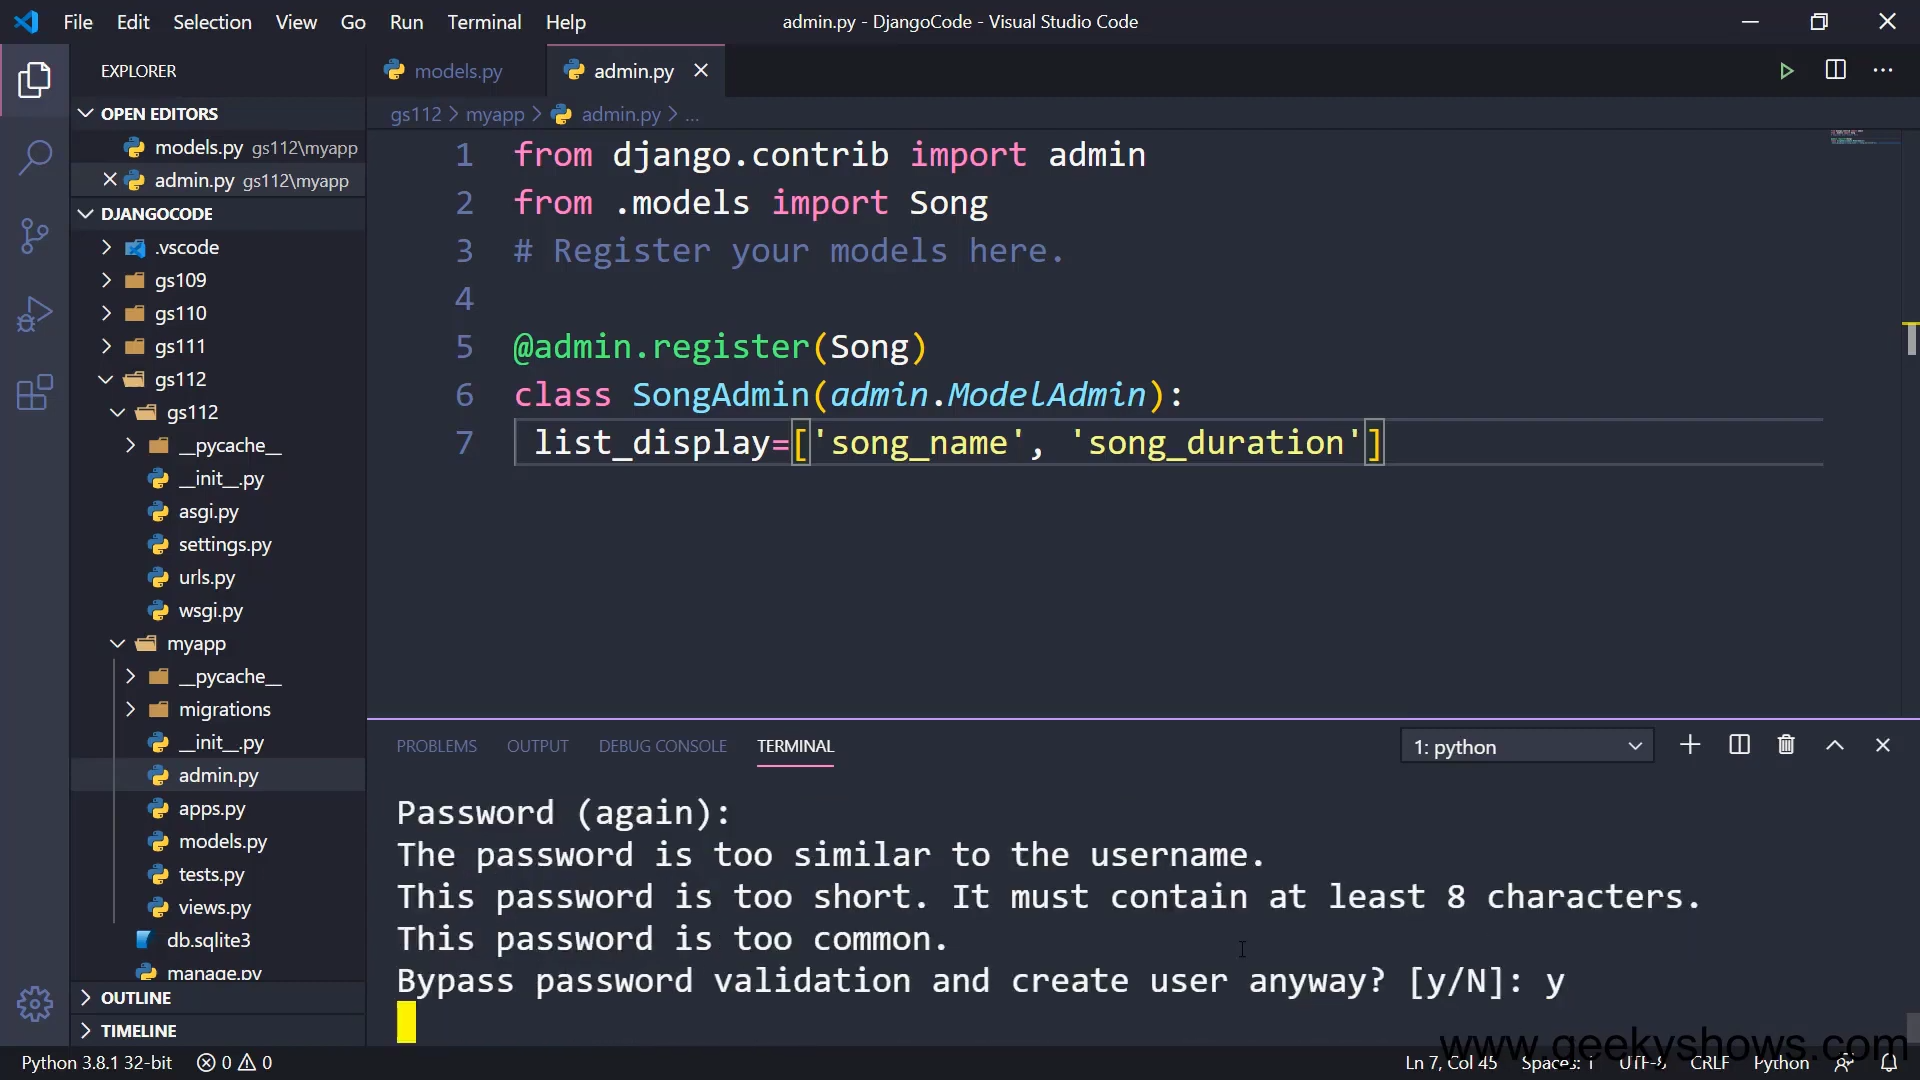 File Edit Selection View Go Run Terminal Help
admin.py - DjangoCode - Visual Studio Code
EXPLORER
OPEN EDITORS
models.py gs112\myapp
admin.py gs112\myapp
DJANGOCODE
.vscode
gs109
gs110
gs111
gs112
gs112
__pycache__
__init__.py
asgi.py
settings.py
urls.py
wsgi.py
myapp
__pycache__
migrations
__init__.py
admin.py
apps.py
models.py
tests.py
views.py
db.sqlite3
manage.py
OUTLINE
TIMELINE
models.py
admin.py
gs112 > myapp > admin.py > ...
1 from django.contrib import admin
2 from .models import Song
3 # Register your models here.
4
5 @admin.register(Song)
6 class SongAdmin(admin.ModelAdmin):
7 list_display=['song_name', 'song_duration']
PROBLEMS OUTPUT DEBUG CONSOLE TERMINAL
1: python
Password (again):
The password is too similar to the username.
This password is too short. It must contain at least 8 characters.
This password is too common.
Bypass password validation and create user anyway? [y/N]: y
www.geekyshows.com
Python 3.8.1 32-bit 0 0
Ln 7, Col 45 Spaces: 1 UTF-8 CRLF Python